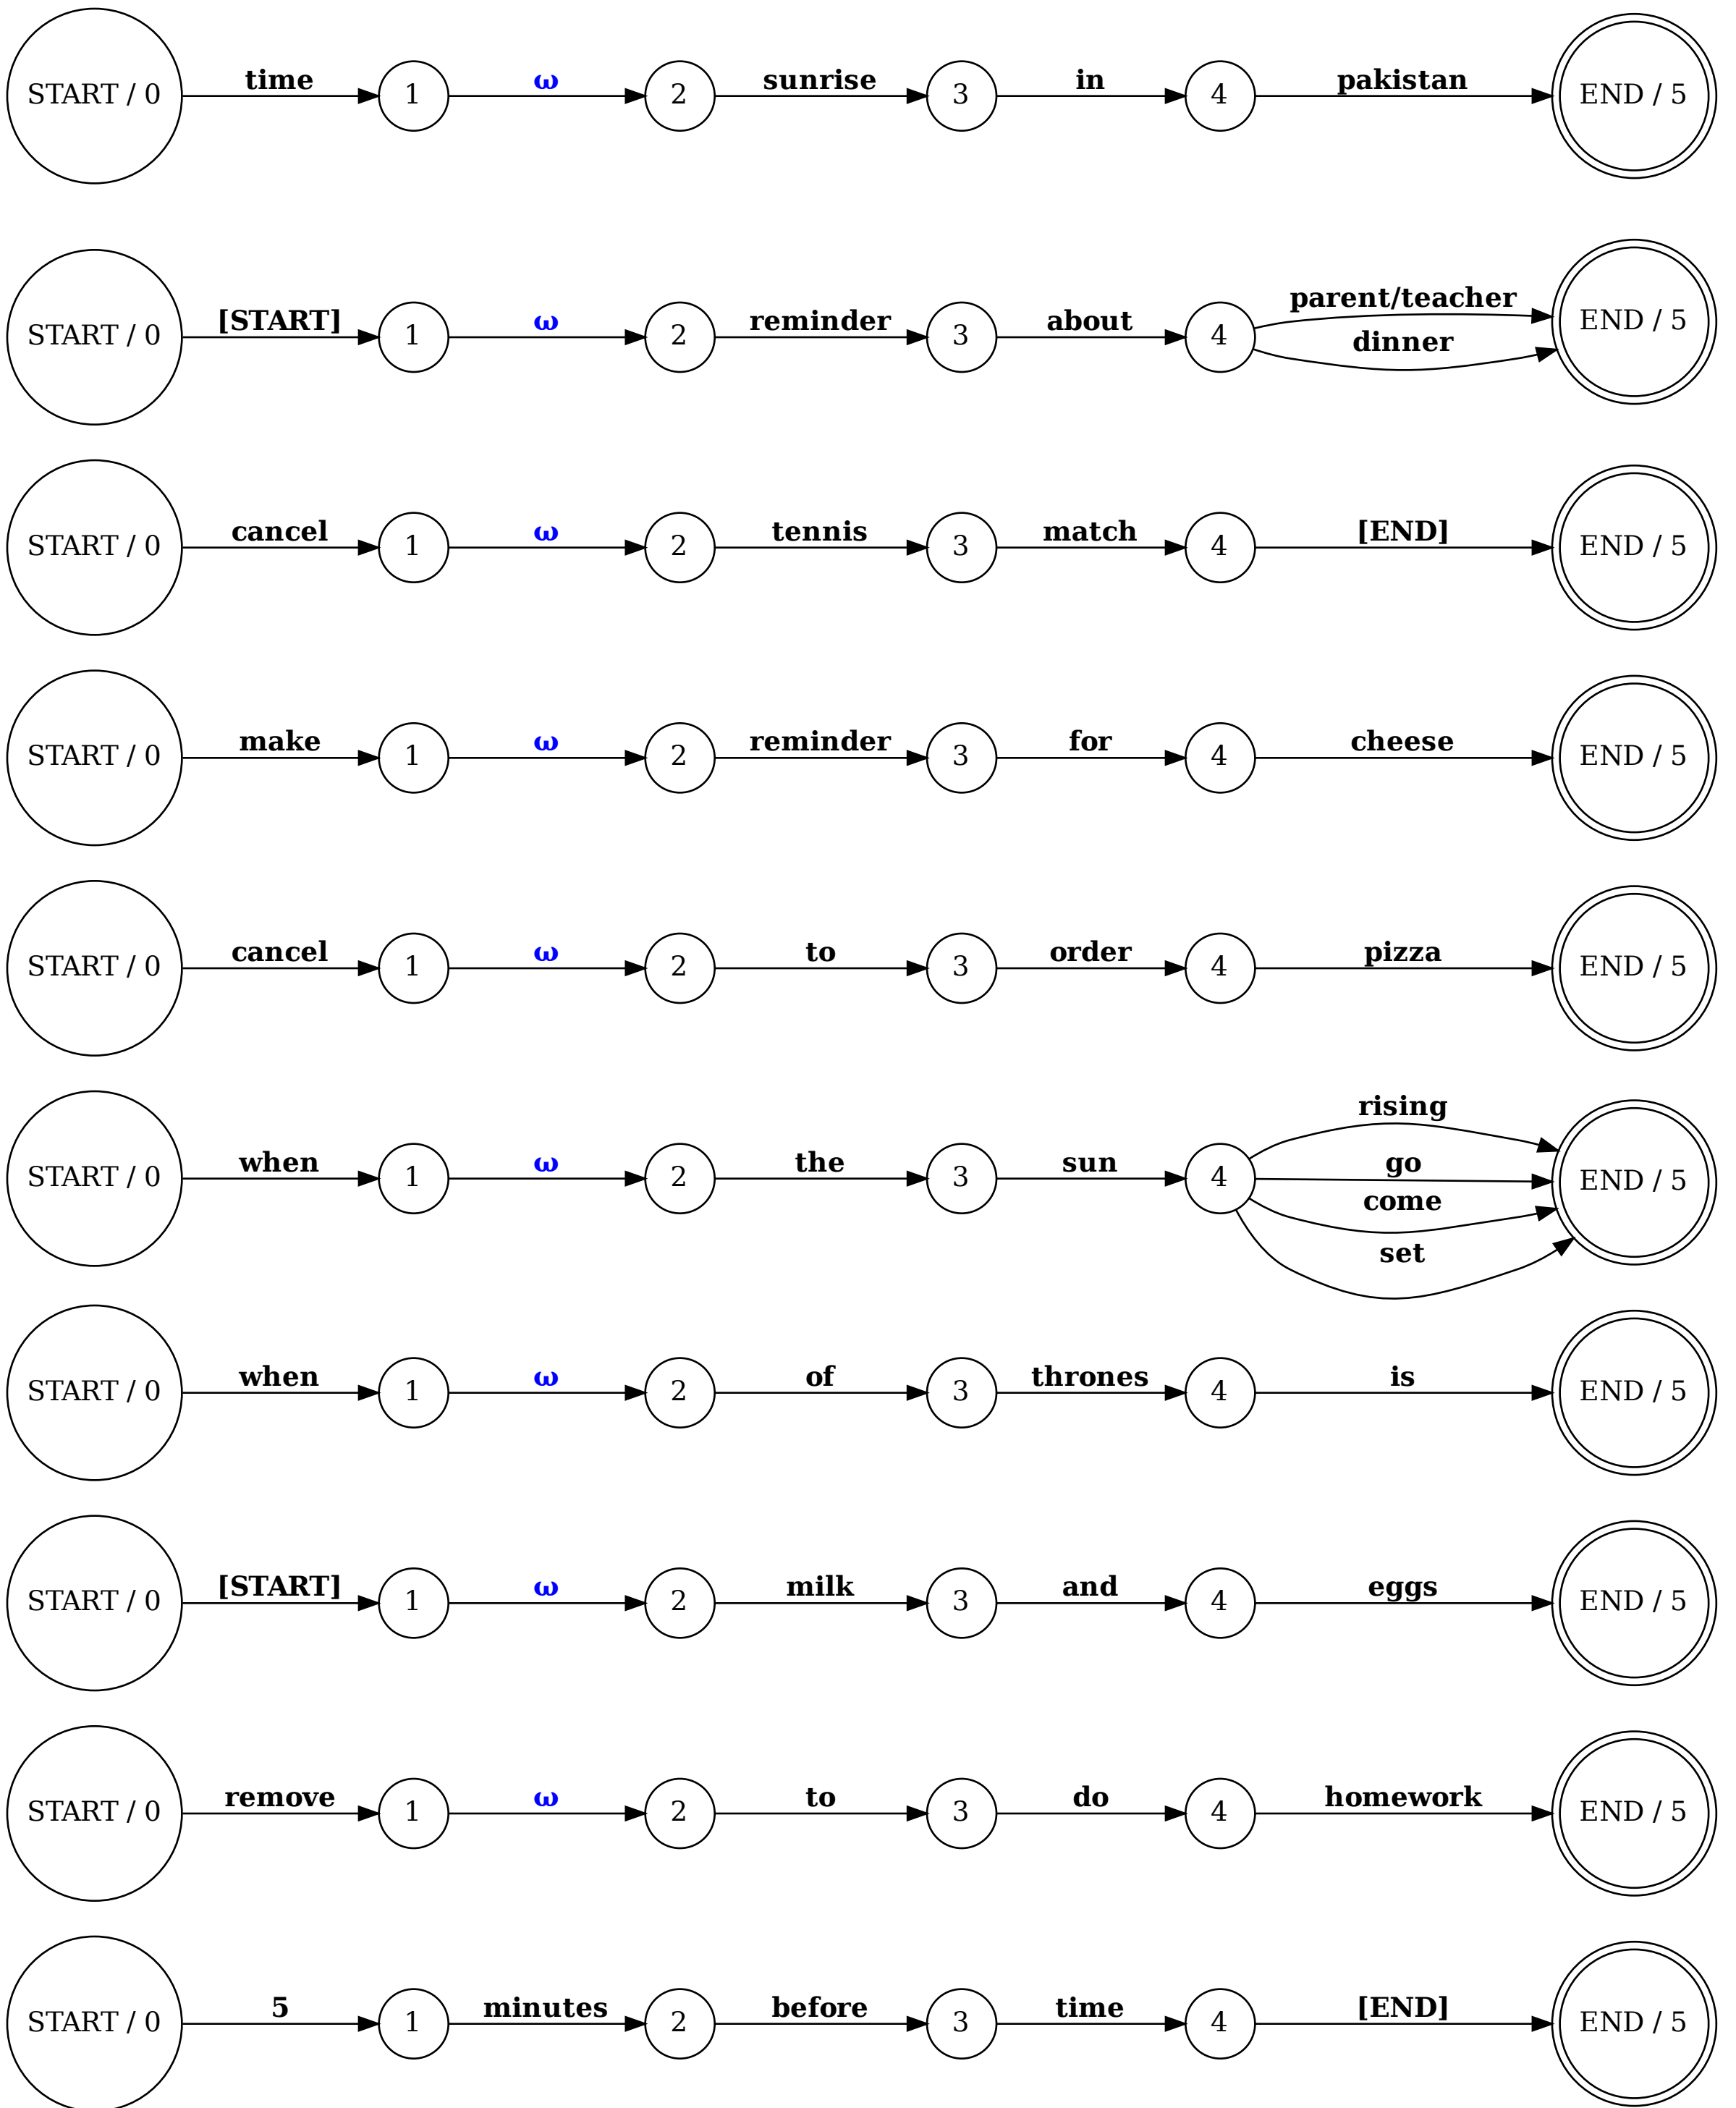 START / 0 time 1 ω 2 sunrise 3 in 4 pakistan END / 5
START / 0 [START] 1 ω 2 reminder 3 about 4 parent/teacher dinner END / 5
START / 0 cancel 1 ω 2 tennis 3 match 4 [END] END / 5
START / 0 make 1 ω 2 reminder 3 for 4 cheese END / 5
START / 0 cancel 1 ω 2 to 3 order 4 pizza END / 5
START / 0 when 1 ω 2 the 3 sun 4 rising go come set END / 5
START / 0 when 1 ω 2 of 3 thrones 4 is END / 5
START / 0 [START] 1 ω 2 milk 3 and 4 eggs END / 5
START / 0 remove 1 ω 2 to 3 do 4 homework END / 5
START / 0 5 1 minutes 2 before 3 time 4 [END] END / 5